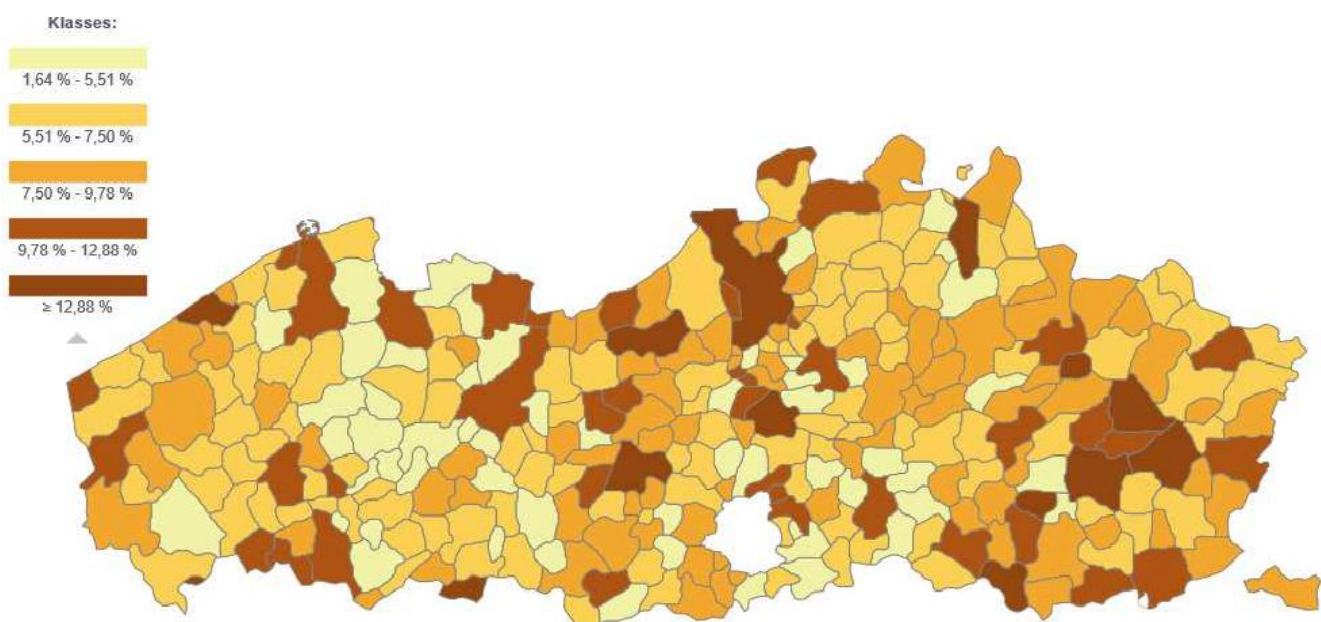 Klasses:
1,64 % - 5,51 %
5,51 % - 7,50 %
7,50 % - 9,78 %
9,78 % - 12,88 %
≥ 12,88 %